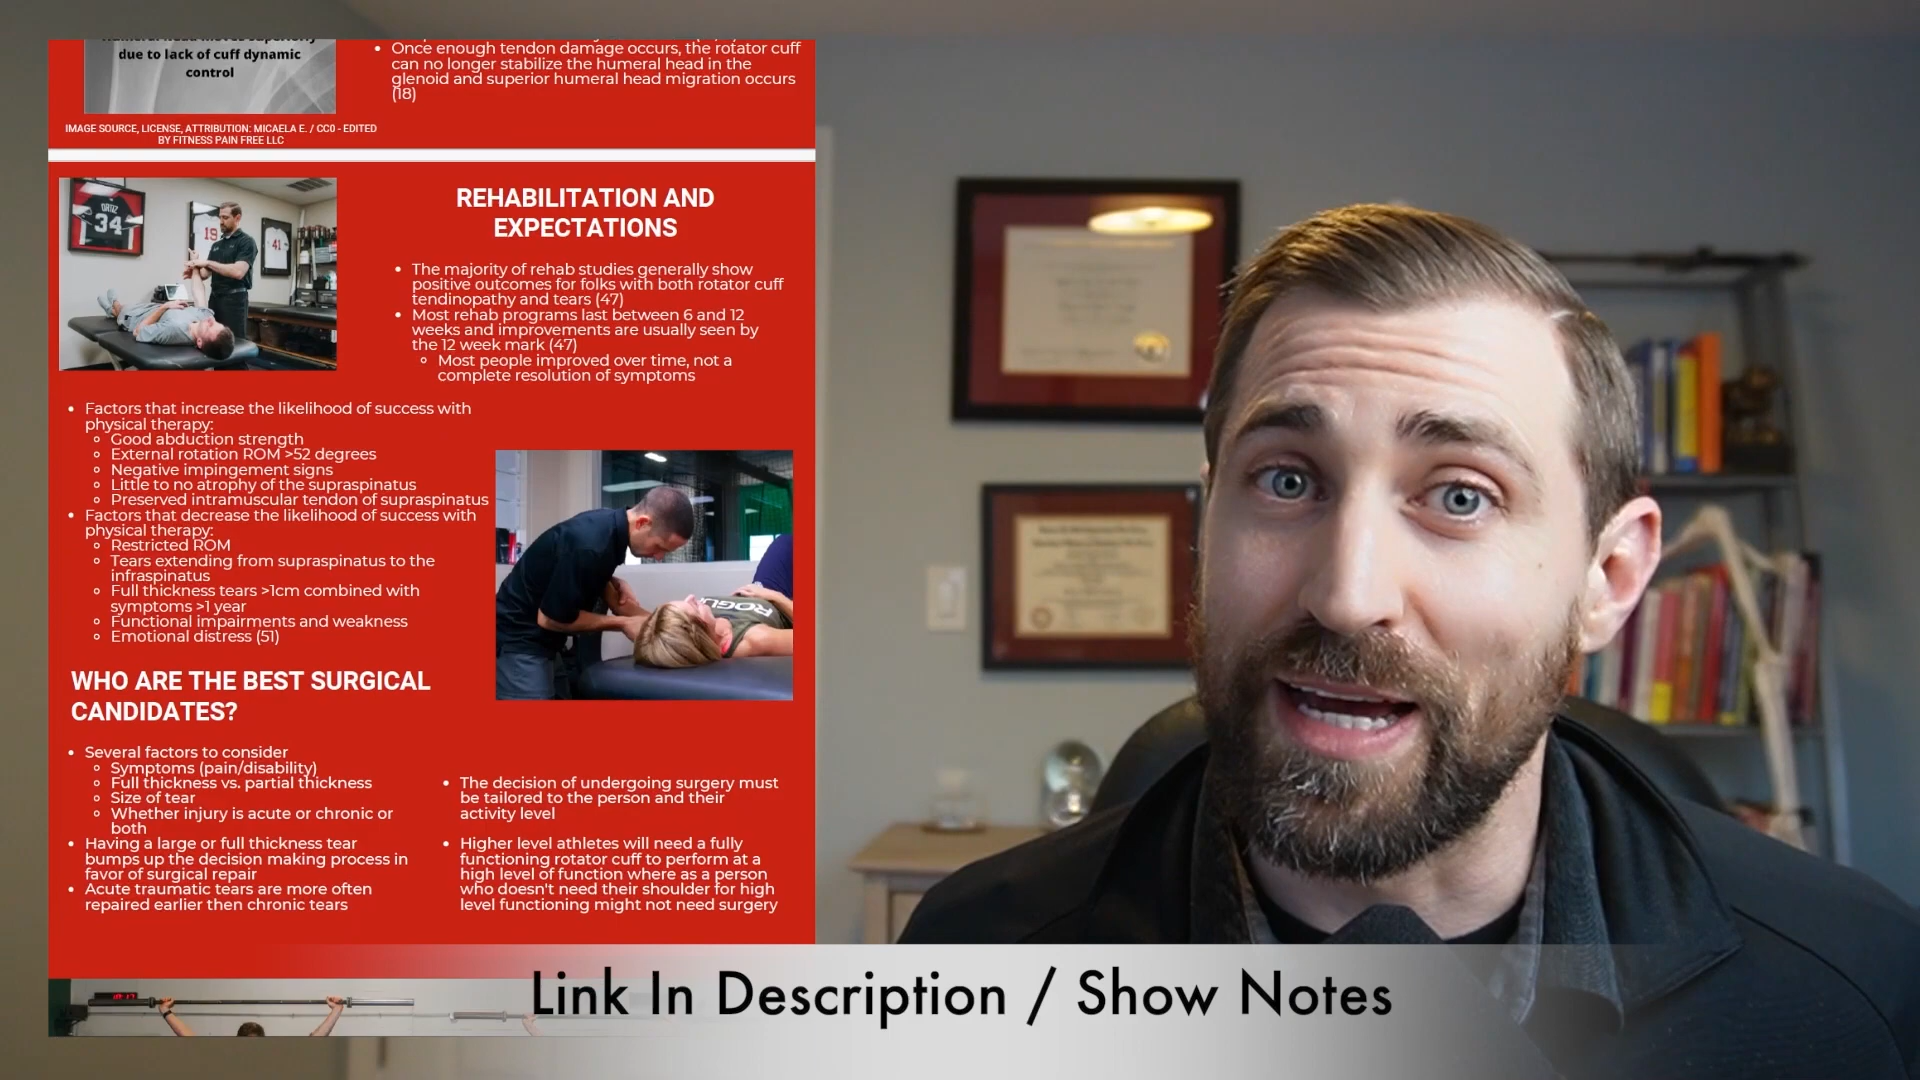 due to lack of cuff dynamic
control
Once enough tendon damage occurs, the rotator cuff
can no longer stabilize the humeral head in the
glenoid and superior humeral head migration occurs
(18)
IMAGE SOURCE, LICENSE, ATTRIBUTION: MICAELA E. / CC0 - EDITED
BY FITNESS PAIN FREE LLC
ORTIZ
34
19
41
REHABILITATION AND
EXPECTATIONS
• The majority of rehab studies generally show
positive outcomes for folks with both rotator cuff
tendinopathy and tears (47)
• Most rehab programs last between 6 and 12
weeks and improvements are usually seen by
the 12 week mark (47)
◦ Most people improved over time, not a
complete resolution of symptoms
• Factors that increase the likelihood of success with
physical therapy:
◦ Good abduction strength
◦ External rotation ROM >52 degrees
◦ Negative impingement signs
◦ Little to no atrophy of the supraspinatus
◦ Preserved intramuscular tendon of supraspinatus
• Factors that decrease the likelihood of success with
physical therapy:
◦ Restricted ROM
◦ Tears extending from supraspinatus to the
infraspinatus
◦ Full thickness tears >1cm combined with
symptoms >1 year
◦ Functional impairments and weakness
◦ Emotional distress (51)
ROGUE
WHO ARE THE BEST SURGICAL
CANDIDATES?
• Several factors to consider
◦ Symptoms (pain/disability)
◦ Full thickness vs. partial thickness
◦ Size of tear
◦ Whether injury is acute or chronic or
both
• Having a large or full thickness tear
bumps up the decision making process in
favor of surgical repair
• Acute traumatic tears are more often
repaired earlier then chronic tears
• The decision of undergoing surgery must
be tailored to the person and their
activity level
• Higher level athletes will need a fully
functioning rotator cuff to perform at a
high level of function where as a person
who doesn't need their shoulder for high
level functioning might not need surgery
Link In Description / Show Notes